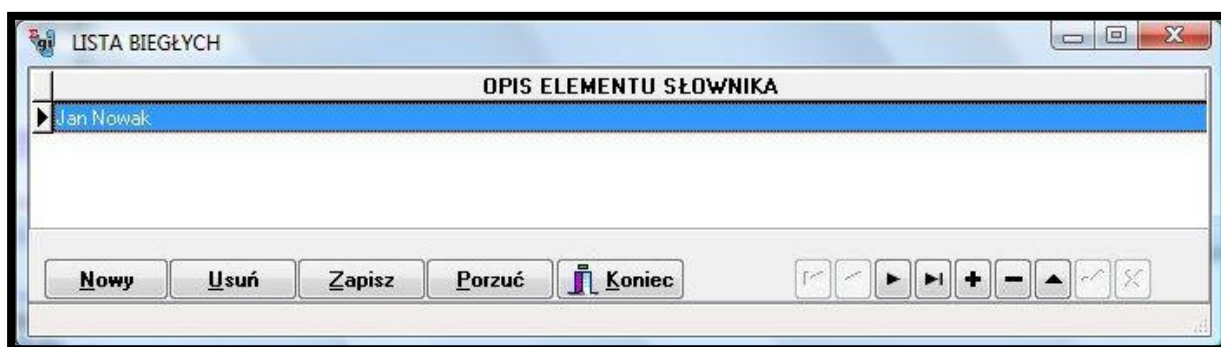 LISTA BIEGŁYCH
OPIS ELEMENTU SŁOWNIKA
Jan Nowak
Nowy Usuń Zapisz Porzuć Koniec